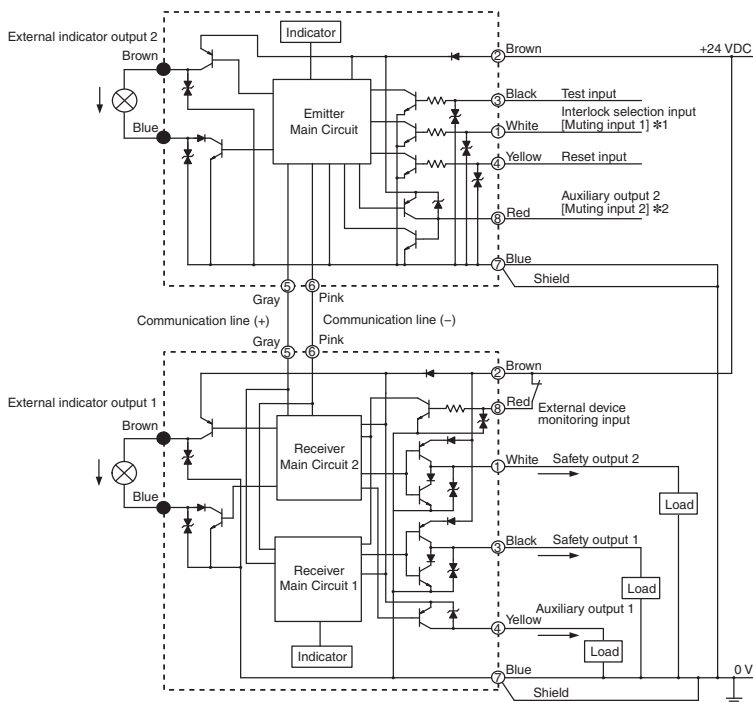 External indicator output 2
Indicator
Brown
② Brown
+24 VDC
Emitter
Main Circuit
③ Black
Test input
Interlock selection input
① White
[Muting input 1] ✻1
Blue
④ Yellow
Reset input
Auxiliary output 2
⑧ Red
[Muting input 2] ✻2
⑦ Blue
Shield
⑤ ⑥
Gray
Pink
Communication line (+)
Communication line (−)
Gray
Pink
⑤ ⑥
② Brown
⑧ Red
External device
monitoring input
External indicator output 1
Brown
Receiver
Main Circuit 2
① White
Safety output 2
Blue
Load
Receiver
Main Circuit 1
③ Black
Safety output 1
Load
Auxiliary output 1
④ Yellow
Load
Indicator
⑦ Blue
0 V
Shield